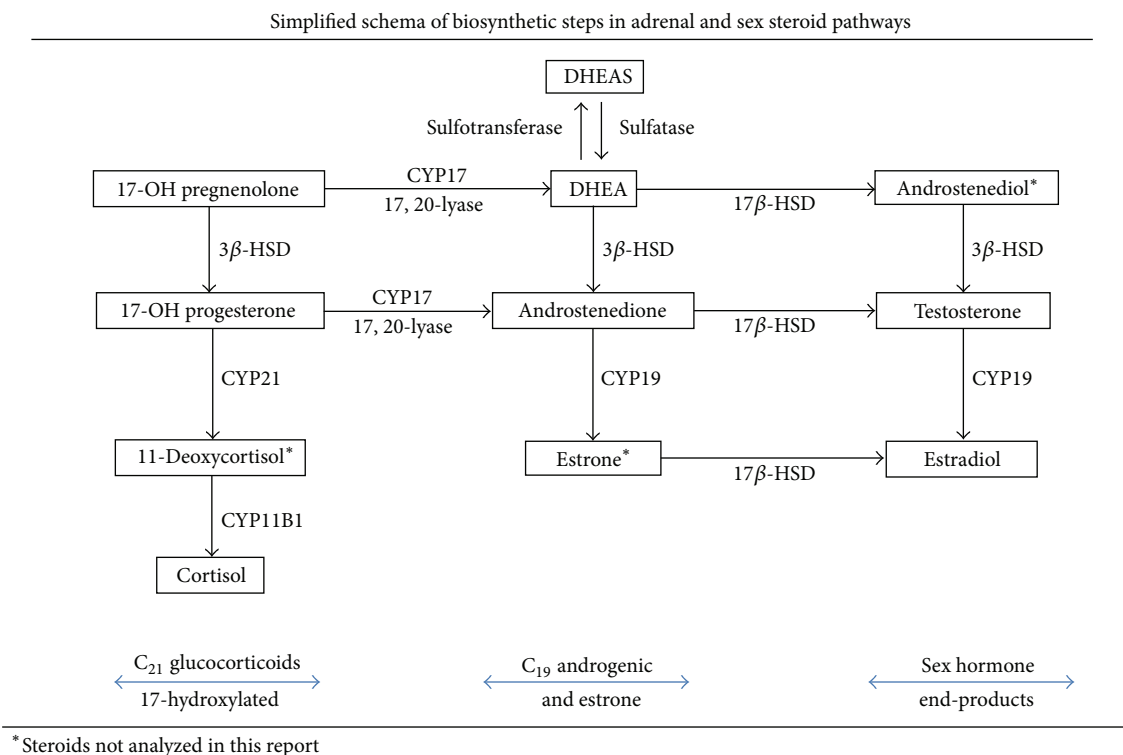 Simplified schema of biosynthetic steps in adrenal and sex steroid pathways
DHEAS
Sulfotransferase
Sulfatase
17-OH pregnenolone
CYP17
17, 20-lyase
DHEA
17β-HSD
Androstenediol*
3β-HSD
3β-HSD
3β-HSD
17-OH progesterone
CYP17
17, 20-lyase
Androstenedione
17β-HSD
Testosterone
CYP21
CYP19
CYP19
11-Deoxycortisol*
Estrone*
17β-HSD
Estradiol
CYP11B1
Cortisol
C21 glucocorticoids
17-hydroxylated
C19 androgenic
and estrone
Sex hormone
end-products
*Steroids not analyzed in this report